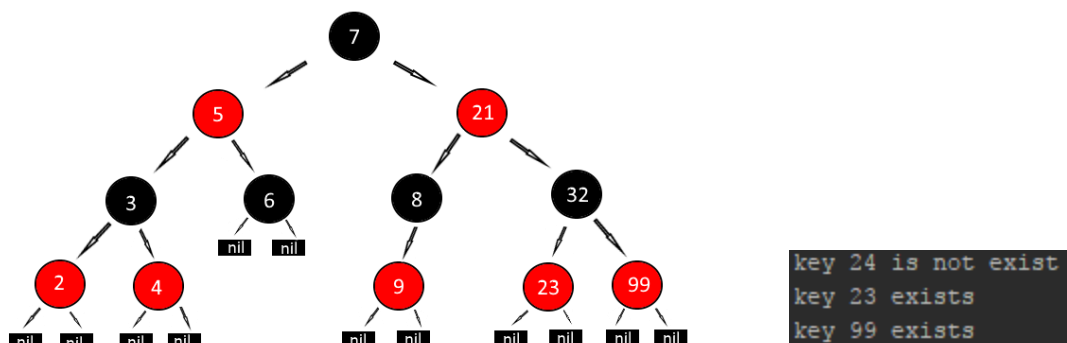 7
5
21
3
6
8
32
nil
nil
2
4
9
23
99
nil
nil
nil
nil
nil
nil
nil
nil
nil
nil
key 24 is not exist
key 23 exists
key 99 exists